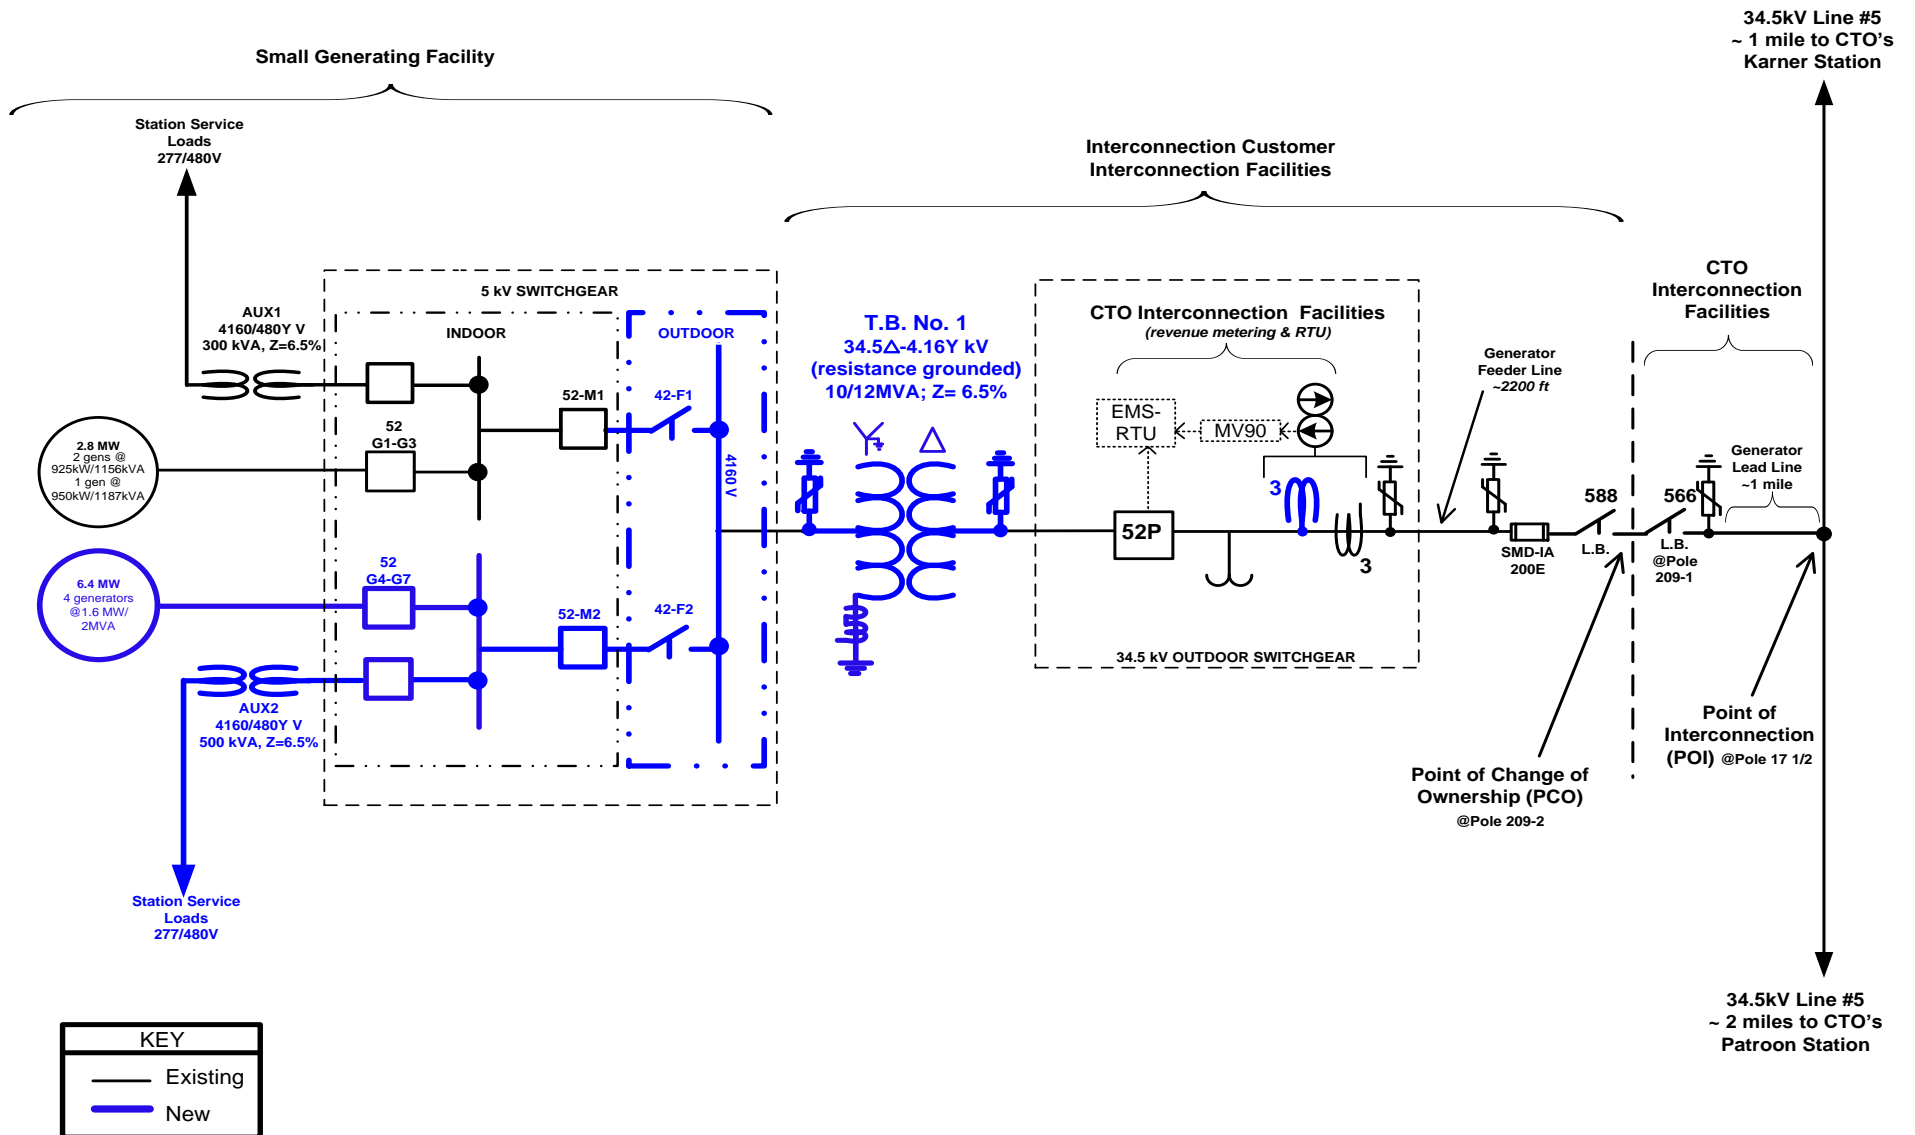 34.5kV Line #5
~ 1 mile to CTO's
Karner Station
Small Generating Facility
Station Service
Loads
277/480V
Interconnection Customer
Interconnection Facilities
CTO
Interconnection
Facilities
5 kV SWITCHGEAR
AUX1
4160/480Y V
300 kVA, Z=6.5%
INDOOR
OUTDOOR
T.B. No. 1
34.5Δ-4.16Y kV
(resistance grounded)
10/12MVA; Z= 6.5%
CTO Interconnection Facilities
(revenue metering & RTU)
Generator
Feeder Line
~2200 ft
52
G1-G3
52-M1
42-F1
EMS-
RTU
MV90
2.8 MW
2 gens @
925kW/1156kVA
1 gen @
950kW/1187kVA
4160 V
3
3
52P
Generator
Lead Line
~1 mile
588
566
SMD-IA
200E
L.B.
L.B.
@Pole
209-1
6.4 MW
4 generators
@1.6 MW/
2MVA
52
G4-G7
52-M2
42-F2
34.5 kV OUTDOOR SWITCHGEAR
AUX2
4160/480Y V
500 kVA, Z=6.5%
Point of
Interconnection
(POI) @Pole 17 1/2
Point of Change of
Ownership (PCO)
@Pole 209-2
Station Service
Loads
277/480V
34.5kV Line #5
~ 2 miles to CTO's
Patroon Station
KEY
Existing
New